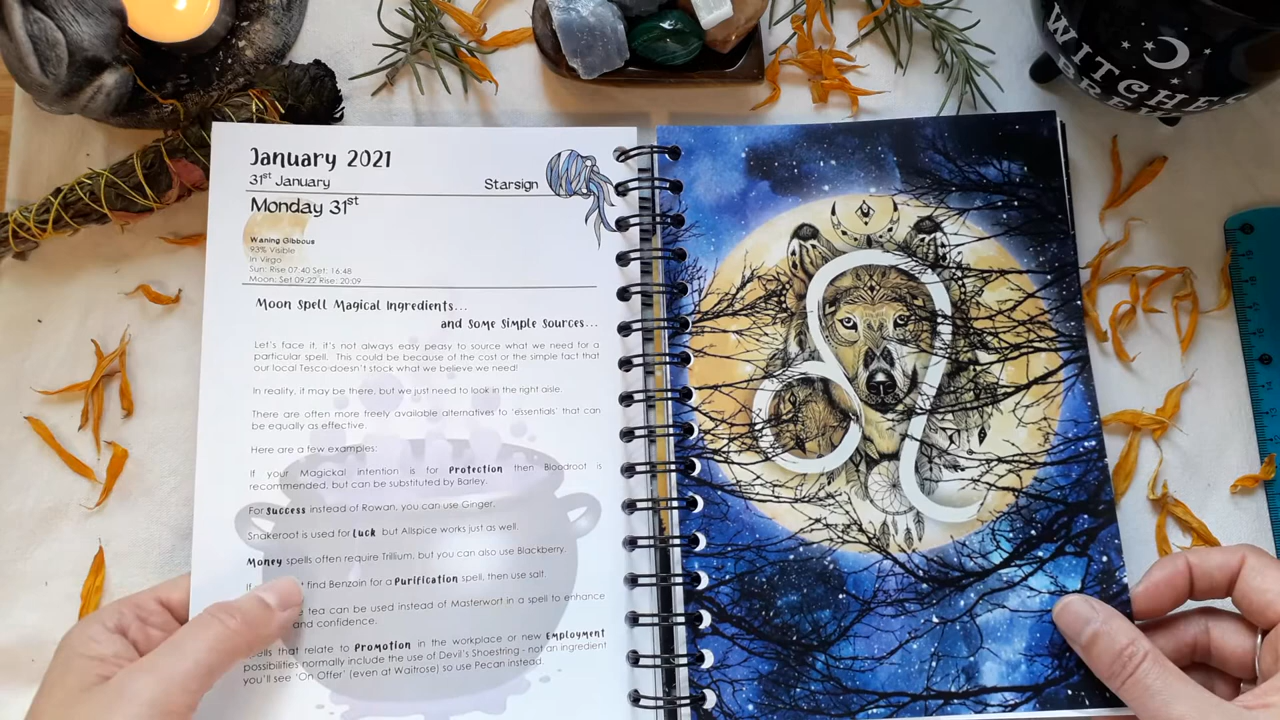 WITCHES
BREW
January 2021
31st January
Starsign
Monday 31st
Waning Gibbous
93% Visible
In Virgo
Sun: Rise 07:40 Set: 16:48
Moon: Set 09:22 Rise: 20:09
Moon Spell Magical Ingredients...
and Some Simple Sources...
Let's face it, it's not always easy peasy to source what we need for a
particular spell. This could be because of the cost or the simple fact that
our local Tesco doesn't stock what we believe we need!
In reality, it may be there, but we just need to look in the right aisle.
There are often more freely available alternatives to 'essentials' that can
be equally as effective.
Here are a few examples:
If your Magickal intention is for Protection then Bloodroot is
recommended, but can be substituted by Barley.
For Success instead of Rowan, you can use Ginger.
Snakeroot is used for Luck but Allspice works just as well.
Money spells often require Trillium, but you can also use Blackberry.
find Benzoin for a Purification spell, then use salt.
tea can be used instead of Masterwort in a spell to enhance
and confidence.
that relate to Promotion in the workplace or new Employment
possibilities normally include the use of Devil's Shoestring - not an ingredient
you'll see 'On Offer' (even at Waitrose) so use Pecan instead.